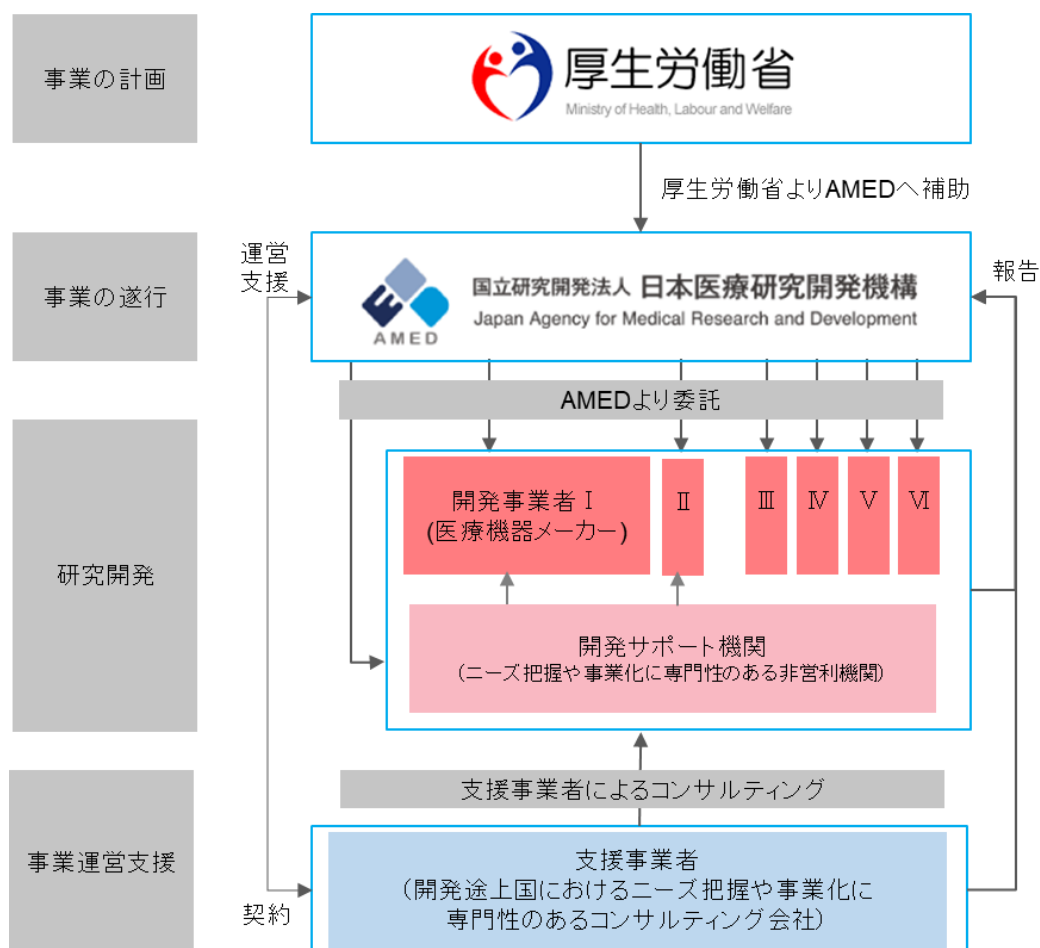 事業の計画
厚生労働省
Ministry of Health, Labour and Welfare
厚生労働省よりAMEDへ補助
運営
支援
報告
事業の遂行
AMED
国立研究開発法人 日本医療研究開発機構
Japan Agency for Medical Research and Development
AMEDより委託
研究開発
開発事業者Ⅰ
(医療機器メーカー)
Ⅱ
Ⅲ
Ⅳ
Ⅴ
Ⅵ
開発サポート機関
(ニーズ把握や事業化に専門性のある非営利機関)
支援事業者によるコンサルティング
事業運営支援
契約
支援事業者
(開発途上国におけるニーズ把握や事業化に
専門性のあるコンサルティング会社)